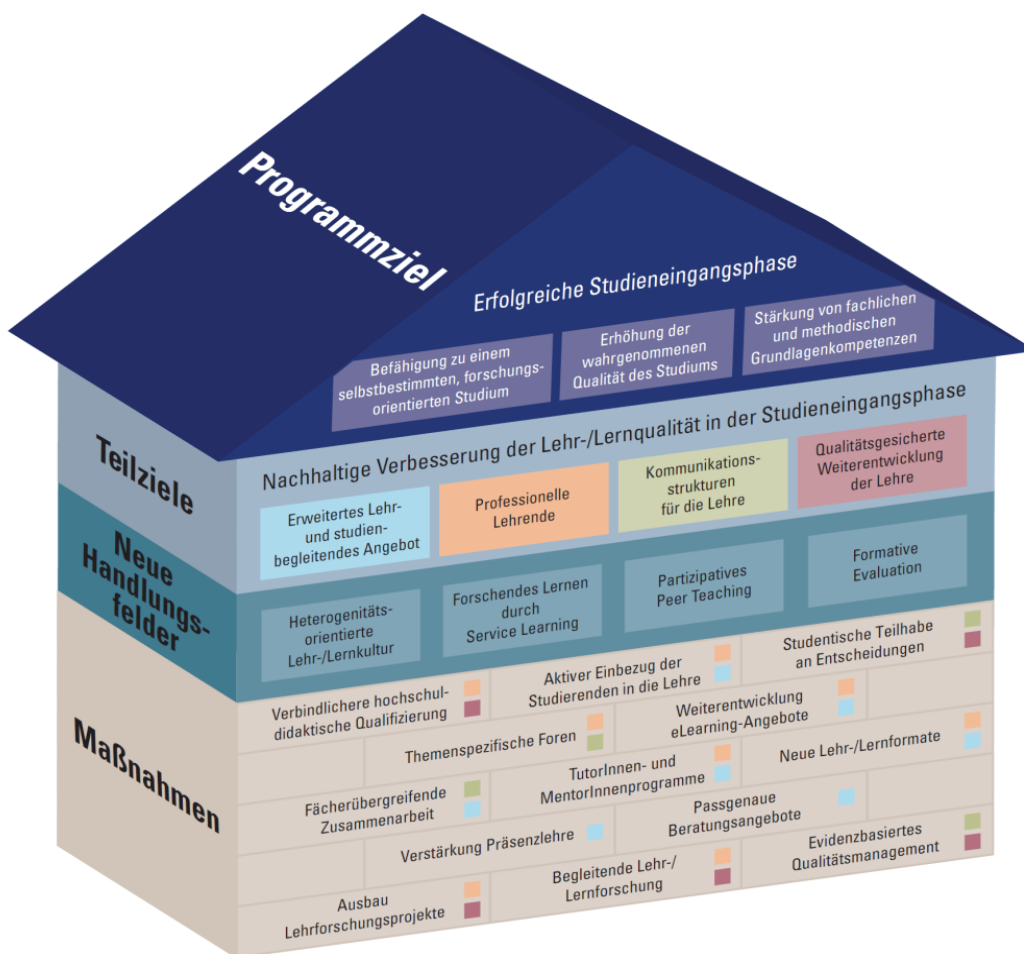 Programmziel
Erfolgreiche Studieneingangsphase
Befähigung zu einem
selbstbestimmten, forschungs-
orientierten Studium
Erhöhung der
wahrgenommenen
Qualität des Studiums
Stärkung von fachlichen
und methodischen
Grundlagenkompetenzen
Teilziele
Nachhaltige Verbesserung der Lehr-/Lernqualität in der Studieneingangsphase
Erweitertes Lehr-
und studien-
begleitendes Angebot
Professionelle
Lehrende
Kommunikations-
strukturen
für die Lehre
Qualitätsgesicherte
Weiterentwicklung
der Lehre
Neue
Handlungs-
felder
Heterogenitäts-
orientierte
Lehr-/Lernkultur
Forschendes Lernen
durch
Service Learning
Partizipatives
Peer Teaching
Formative
Evaluation
Maßnahmen
Verbindlichere hochschul-
didaktische Qualifizierung
Aktiver Einbezug der
Studierenden in die Lehre
Studentische Teilhabe
an Entscheidungen
Themenspezifische Foren
Weiterentwicklung
eLearning-Angebote
Fächerübergreifende
Zusammenarbeit
TutorInnen- und
MentorInnenprogramme
Neue Lehr-/Lernformate
Verstärkung Präsenzlehre
Passgenaue
Beratungsangebote
Ausbau
Lehrforschungsprojekte
Begleitende Lehr-/
Lernforschung
Evidenzbasiertes
Qualitätsmanagement